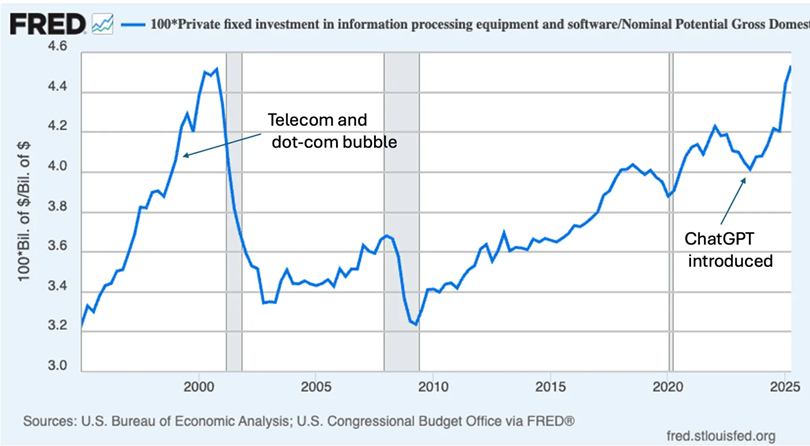 FRED 100*Private fixed investment in information processing equipment and software/Nominal Potential Gross Domest
4.6
4.4
4.2
4.0
3.8
3.6
3.4
3.2
3.0
100*Bil. of $/Bil. of $
Telecom and
dot-com bubble
ChatGPT
introduced
2000 2005 2010 2015 2020 2025
Sources: U.S. Bureau of Economic Analysis; U.S. Congressional Budget Office via FRED®
fred.stlouisfed.org